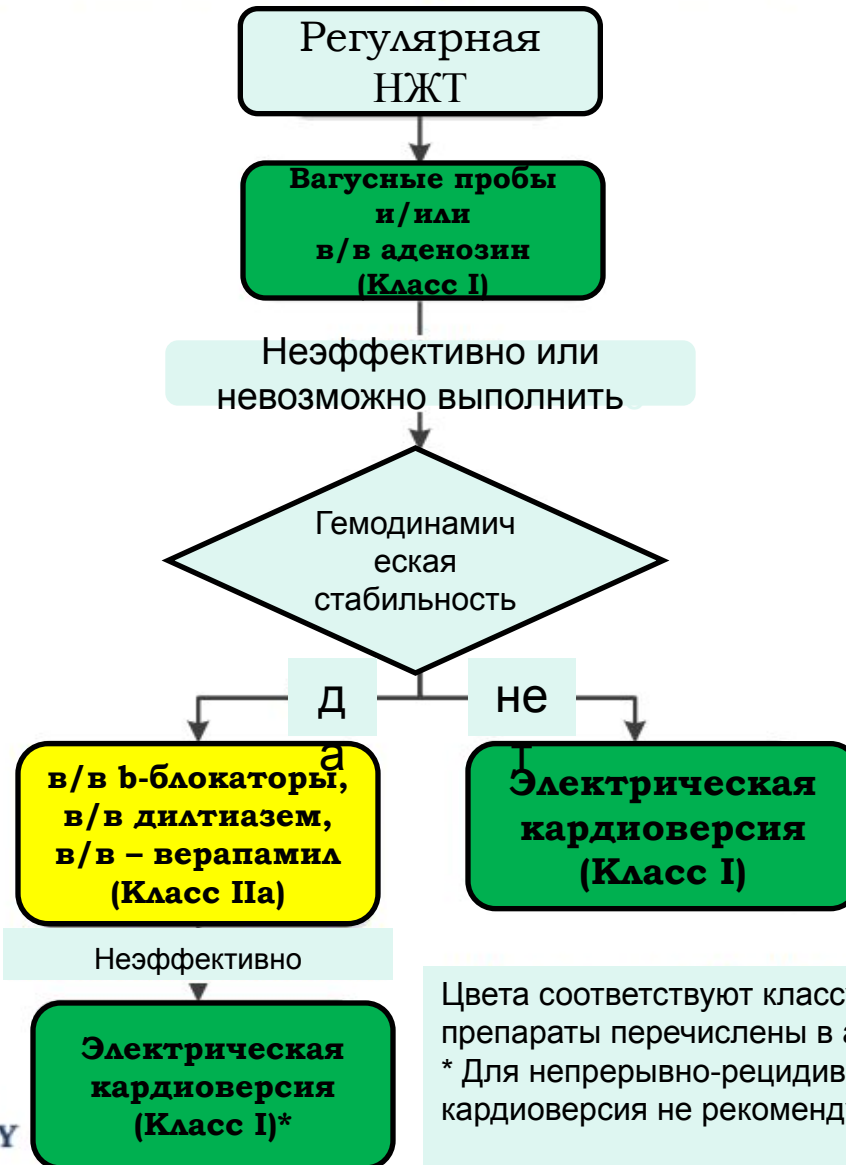 Регулярная
НЖТ
Вагусные пробы
и/или
в/в аденозин
(Класс I)
Неэффективно или
невозможно выполнить
Гемодинамич
еская
стабильность
д
а
не
т
в/в b-блокаторы,
в/в дилтиазем,
в/в – верапамил
(Класс IIa)
Электрическая
кардиоверсия
(Класс I)
Неэффективно
Электрическая
кардиоверсия
(Класс I)*
Цвета соответствуют класс
препараты перечислены в а
* Для непрерывно-рецидив
кардиоверсия не рекоменд
Y